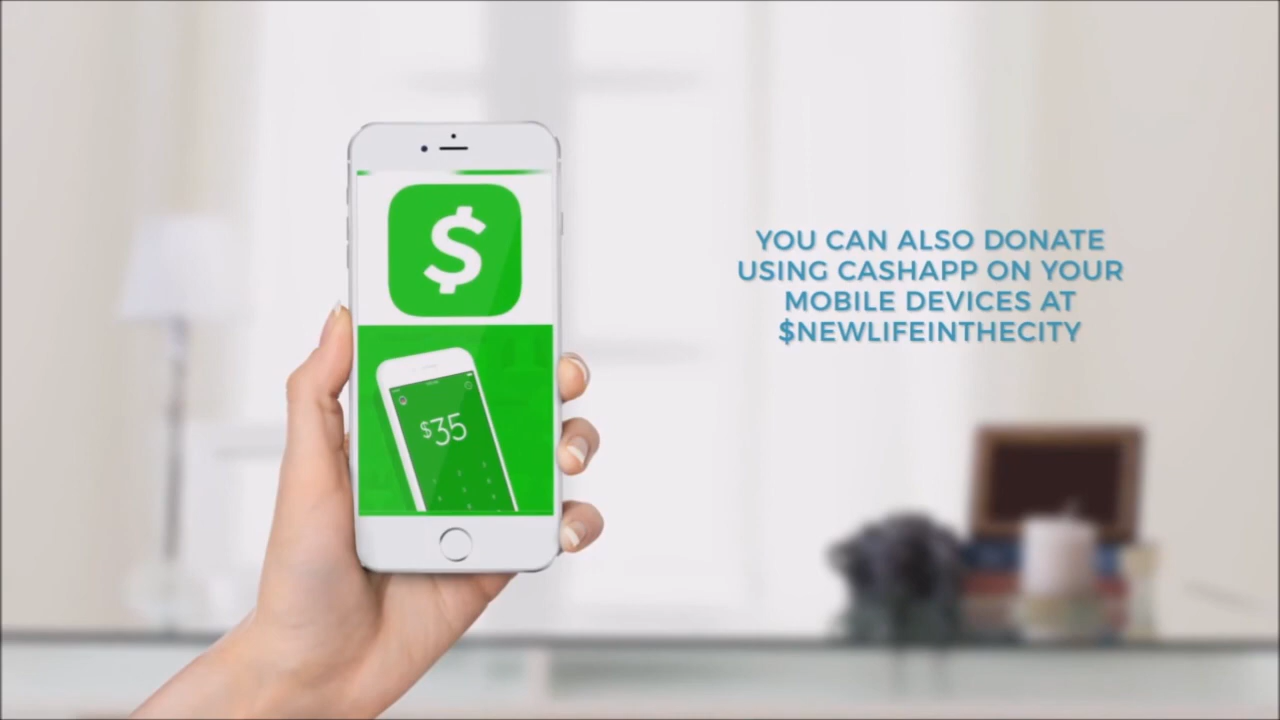 $
$35
YOU CAN ALSO DONATE
USING CASHAPP ON YOUR
MOBILE DEVICES AT
$NEWLIFEINTHECITY